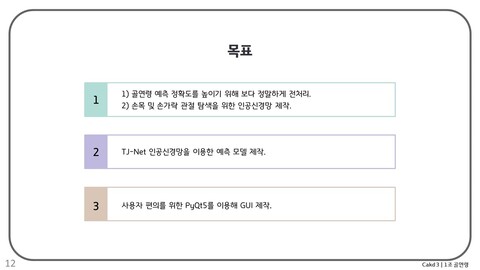 목표
1
1) 골연령 예측 정확도를 높이기 위해 보다 정밀하게 전처리.
2) 손목 및 손가락 관절 탐색을 위한 인공신경망 제작.
2
TJ-Net 인공신경망을 이용한 예측 모델 제작.
3
사용자 편의를 위한 PyQt5를 이용해 GUI 제작.
12
Cakd3 | 1조 골연령